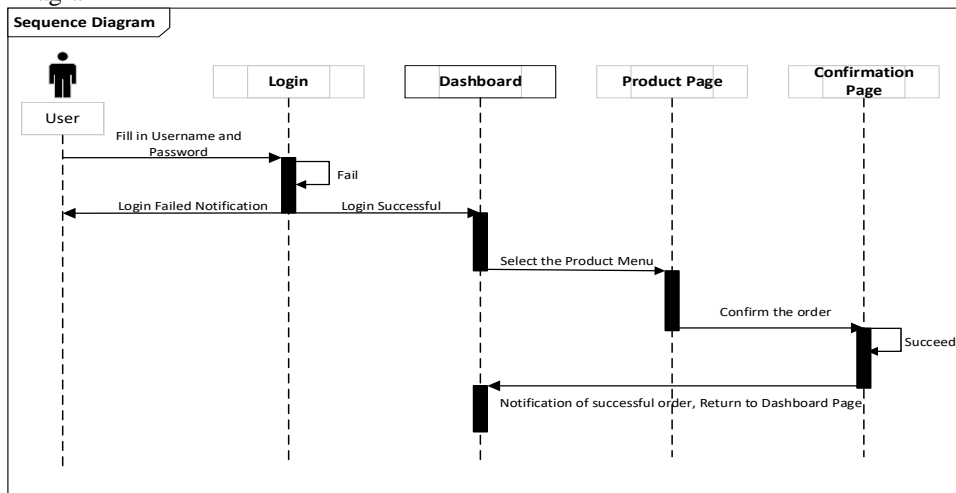 Sequence Diagram
Login
Dashboard
Product Page
Confirmation
Page
User
Fill in Username and
Password
Fail
Login Failed Notification
Login Successful
Select the Product Menu
Confirm the order
Succeed
Notification of successful order, Return to Dashboard Page